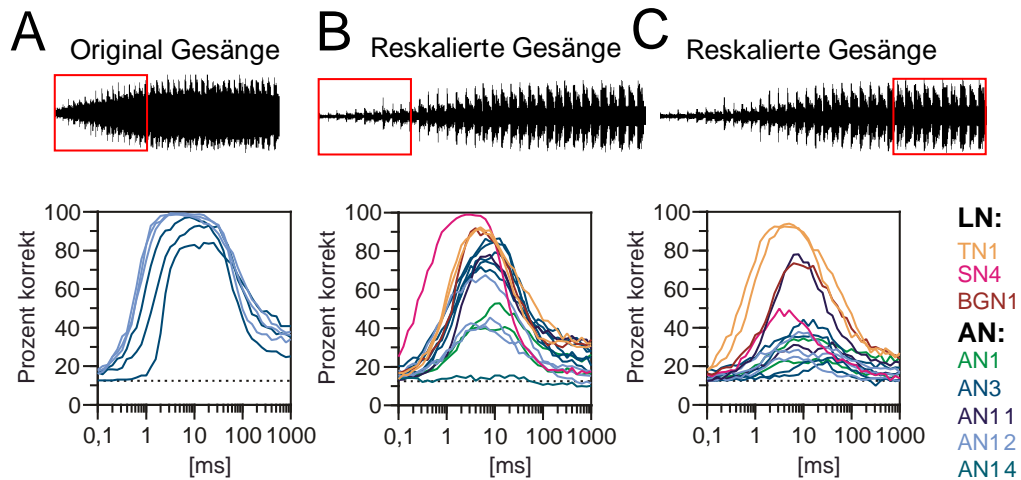 A
Original Gesänge
B
Reskalierte Gesänge
C
Reskalierte Gesänge
Prozent korrekt
100
80
60
40
20
0
0,1 1 10 100 1000
[ms]
Prozent korrekt
100
80
60
40
20
0
0,1 1 10 100 1000
[ms]
Prozent korrekt
100
80
60
40
20
0
0,1 1 10 100 1000
[ms]
LN:
TN1
SN4
BGN1
AN:
AN1
AN3
AN11
AN12
AN14